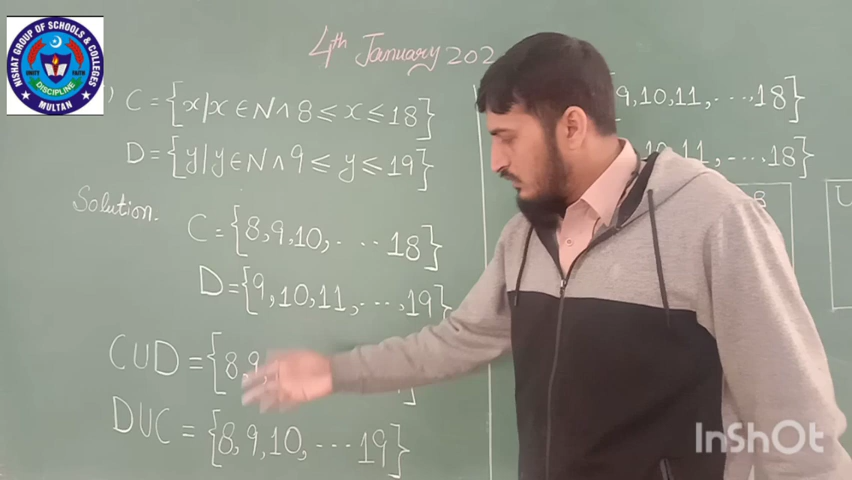 NISHAT GROUP OF SCHOOLS & COLLEGES
UNITY FAITH
DISCIPLINE
MULTAN
4th January 202
) C = {x/x ∈ N ∧ 8 ≤ x ≤ 18}
D = {y/y ∈ N ∧ 9 ≤ y ≤ 19}
Solution.
C = {8, 9, 10, ... 18}
D = {9, 10, 11, ..., 19}
C ∪ D = {8, 9,
D ∪ C = {8, 9, 10, ... 19}
9, 10, 11, ..., 18}
10, 11, ..., 18}
B
U
InShOt